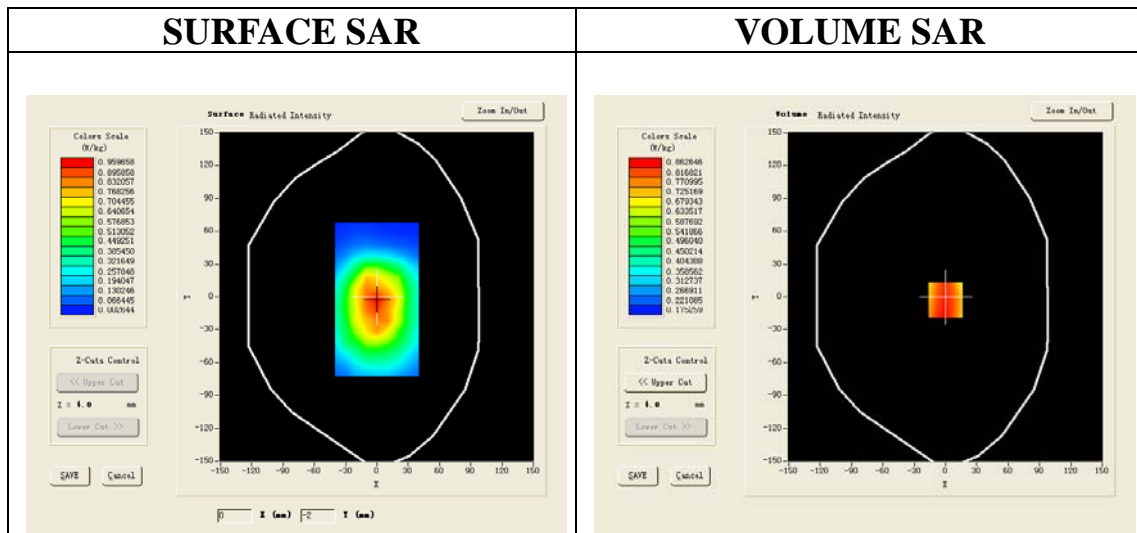 SURFACE SAR
VOLUME SAR
Surface Radiated Intensity
Zoom In/Out
Colors Scale
(W/kg)
0.959658
0.895858
0.832057
0.768256
0.704455
0.640654
0.576853
0.513052
0.449251
0.385450
0.321649
0.257848
0.194047
0.130246
0.066445
0.002644
150
120
90
60
30
0
-30
-60
-90
-120
-150
Y
-150 -120 -90 -60 -30 0 30 60 90 120 150
X
Z-Cuts Control
<< Upper Cut
Z = 4.0 mm
Lower Cut >>
SAVE Cancel
0 X (mm) -2 Y (mm)
Volume Radiated Intensity
Zoom In/Out
Colors Scale
(W/kg)
0.862646
0.816821
0.770995
0.725169
0.679343
0.633517
0.587692
0.541866
0.496040
0.450214
0.404388
0.358562
0.312737
0.266911
0.221085
0.175259
150
120
90
60
30
0
-30
-60
-90
-120
-150
Y
-150 -120 -90 -60 -30 0 30 60 90 120 150
X
Z-Cuts Control
<< Upper Cut
Z = 4.0 mm
Lower Cut >>
SAVE Cancel